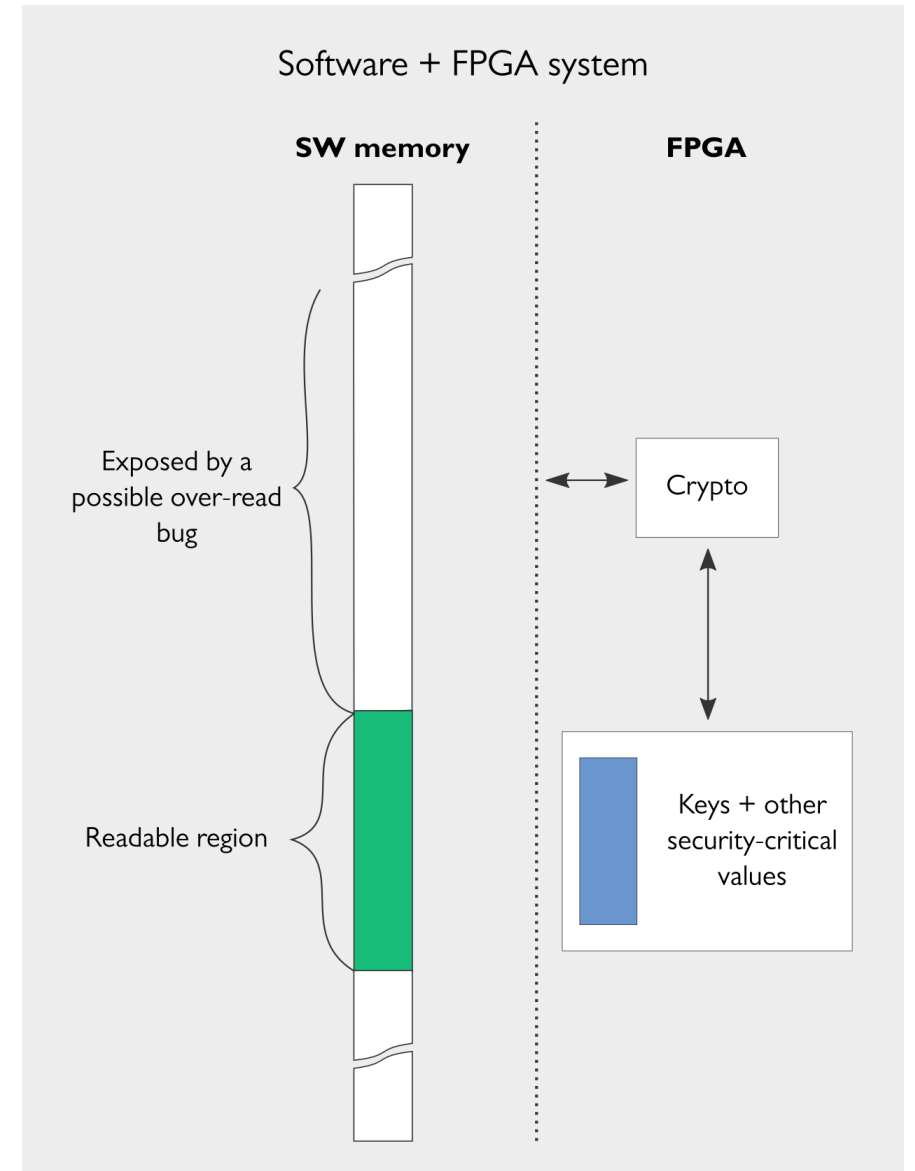 Software + FPGA system
SW memory
FPGA
Exposed by a
possible over-read
bug
Crypto
Readable region
Keys + other
security-critical
values